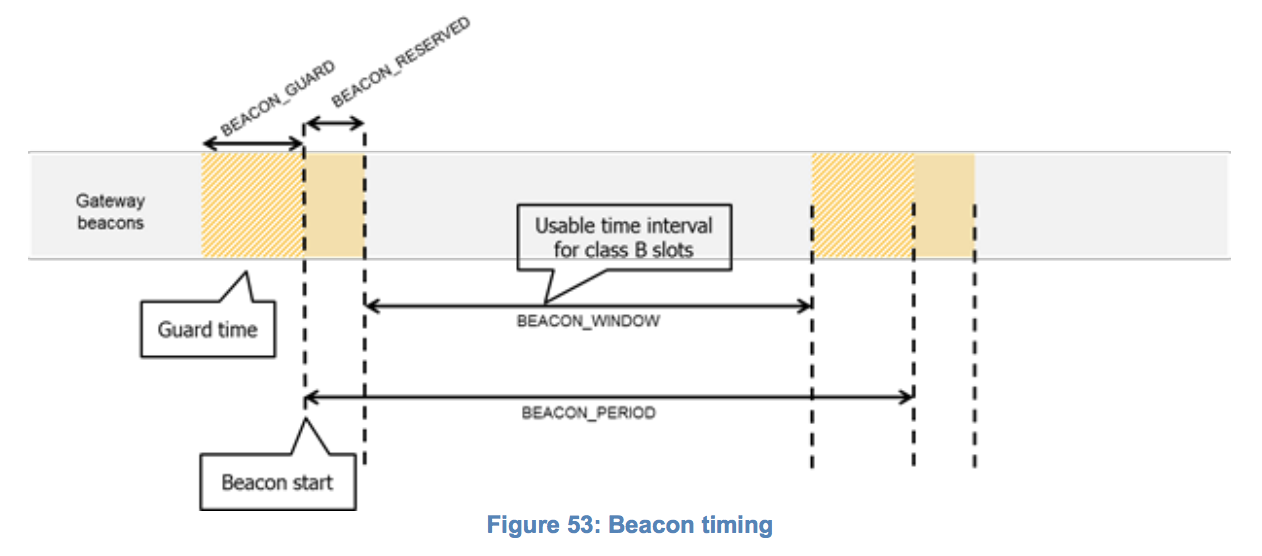 BEACON_GUARD
BEACON_RESERVED
Gateway
beacons
Usable time interval
for class B slots
Guard time
BEACON_WINDOW
BEACON_PERIOD
Beacon start
Figure 53: Beacon timing